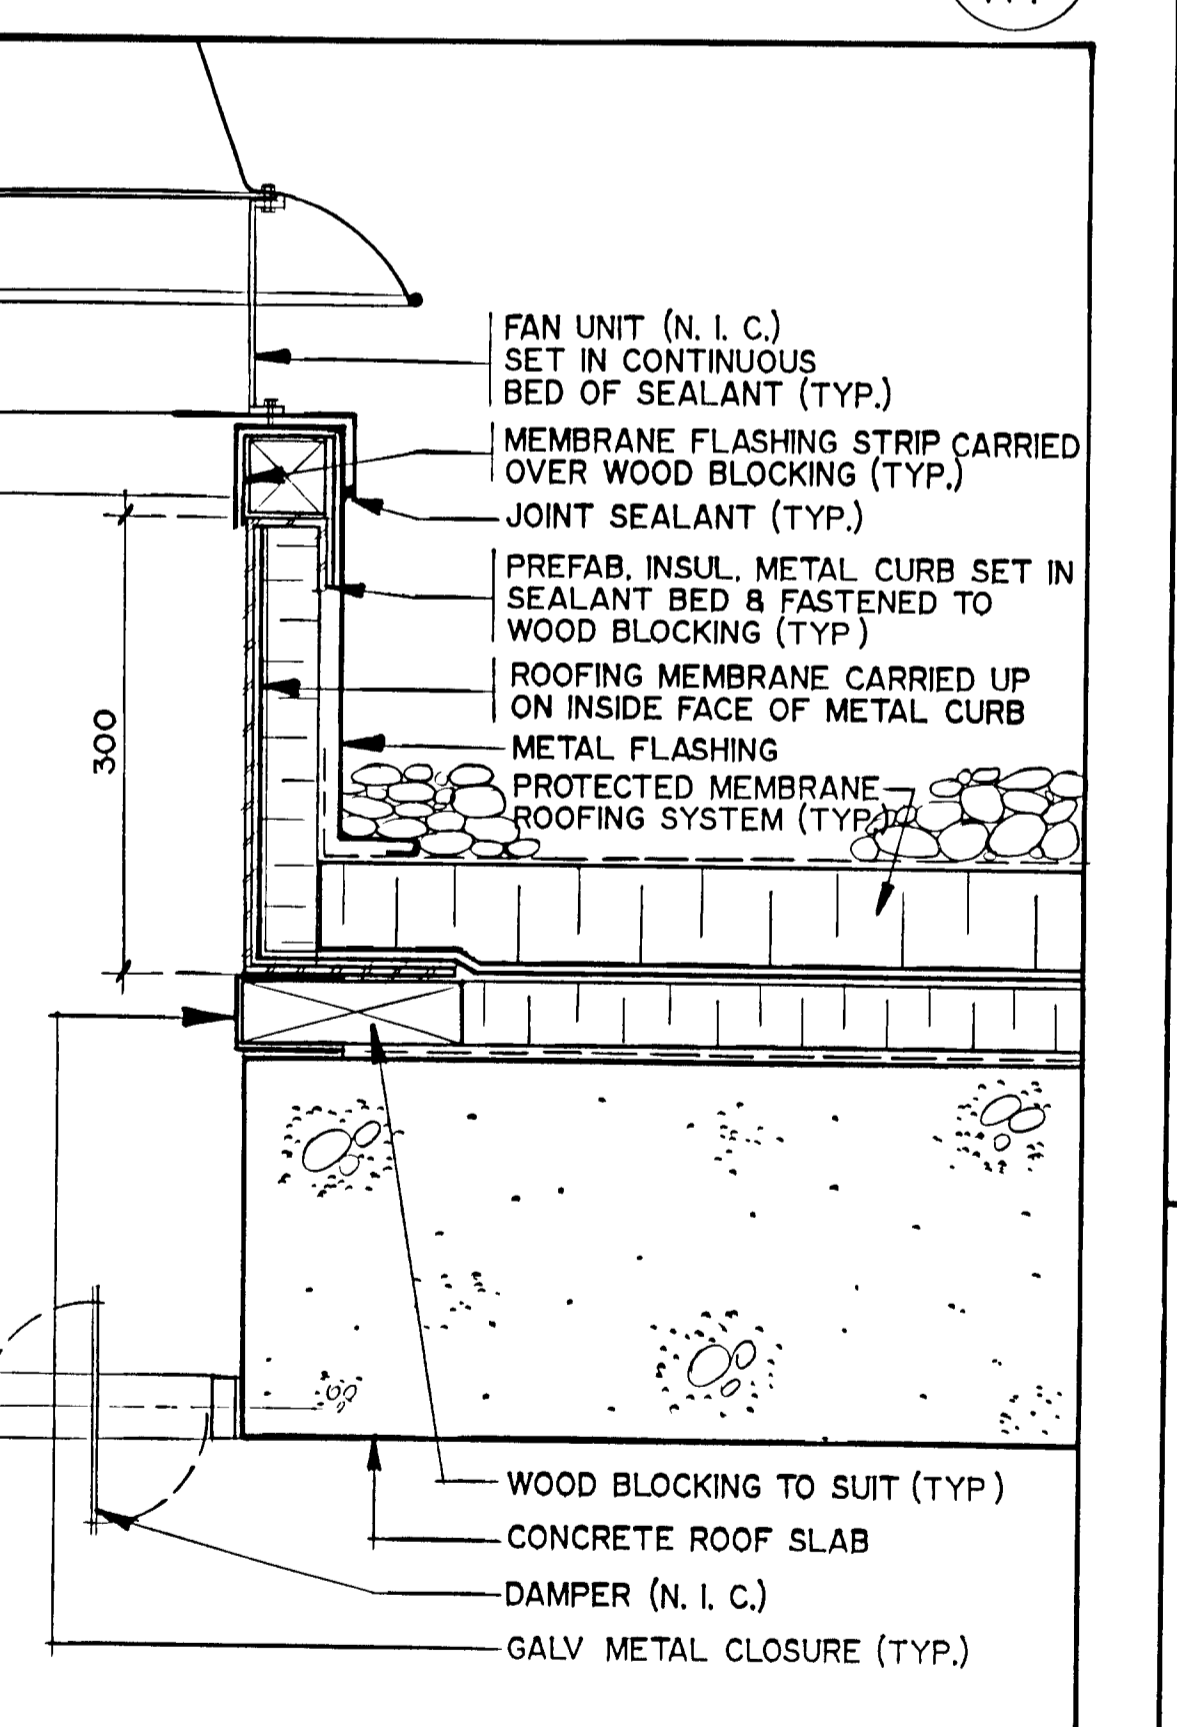 FAN UNIT (N. I. C.)
SET IN CONTINUOUS
BED OF SEALANT (TYP.)
MEMBRANE FLASHING STRIP CARRIED
OVER WOOD BLOCKING (TYP.)
JOINT SEALANT (TYP.)
PREFAB. INSUL. METAL CURB SET IN
SEALANT BED & FASTENED TO
WOOD BLOCKING (TYP)
ROOFING MEMBRANE CARRIED UP
ON INSIDE FACE OF METAL CURB
300
METAL FLASHING
PROTECTED MEMBRANE
ROOFING SYSTEM (TYP.)
WOOD BLOCKING TO SUIT (TYP)
CONCRETE ROOF SLAB
DAMPER (N. I. C.)
GALV METAL CLOSURE (TYP.)